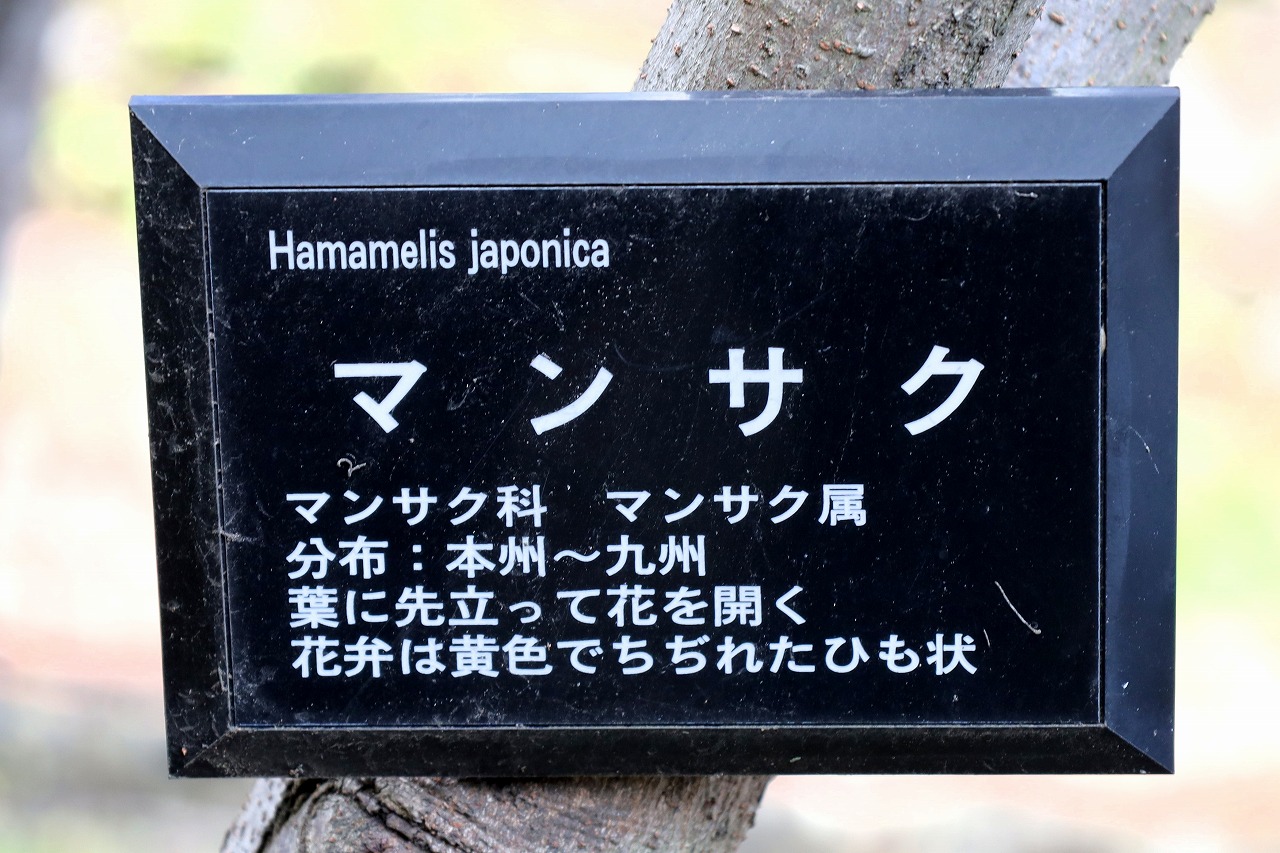 Hamamelis japonica
マンサク
マンサク科　マンサク属
分布：本州～九州
葉に先立って花を開く
花弁は黄色でちぢれたひも状